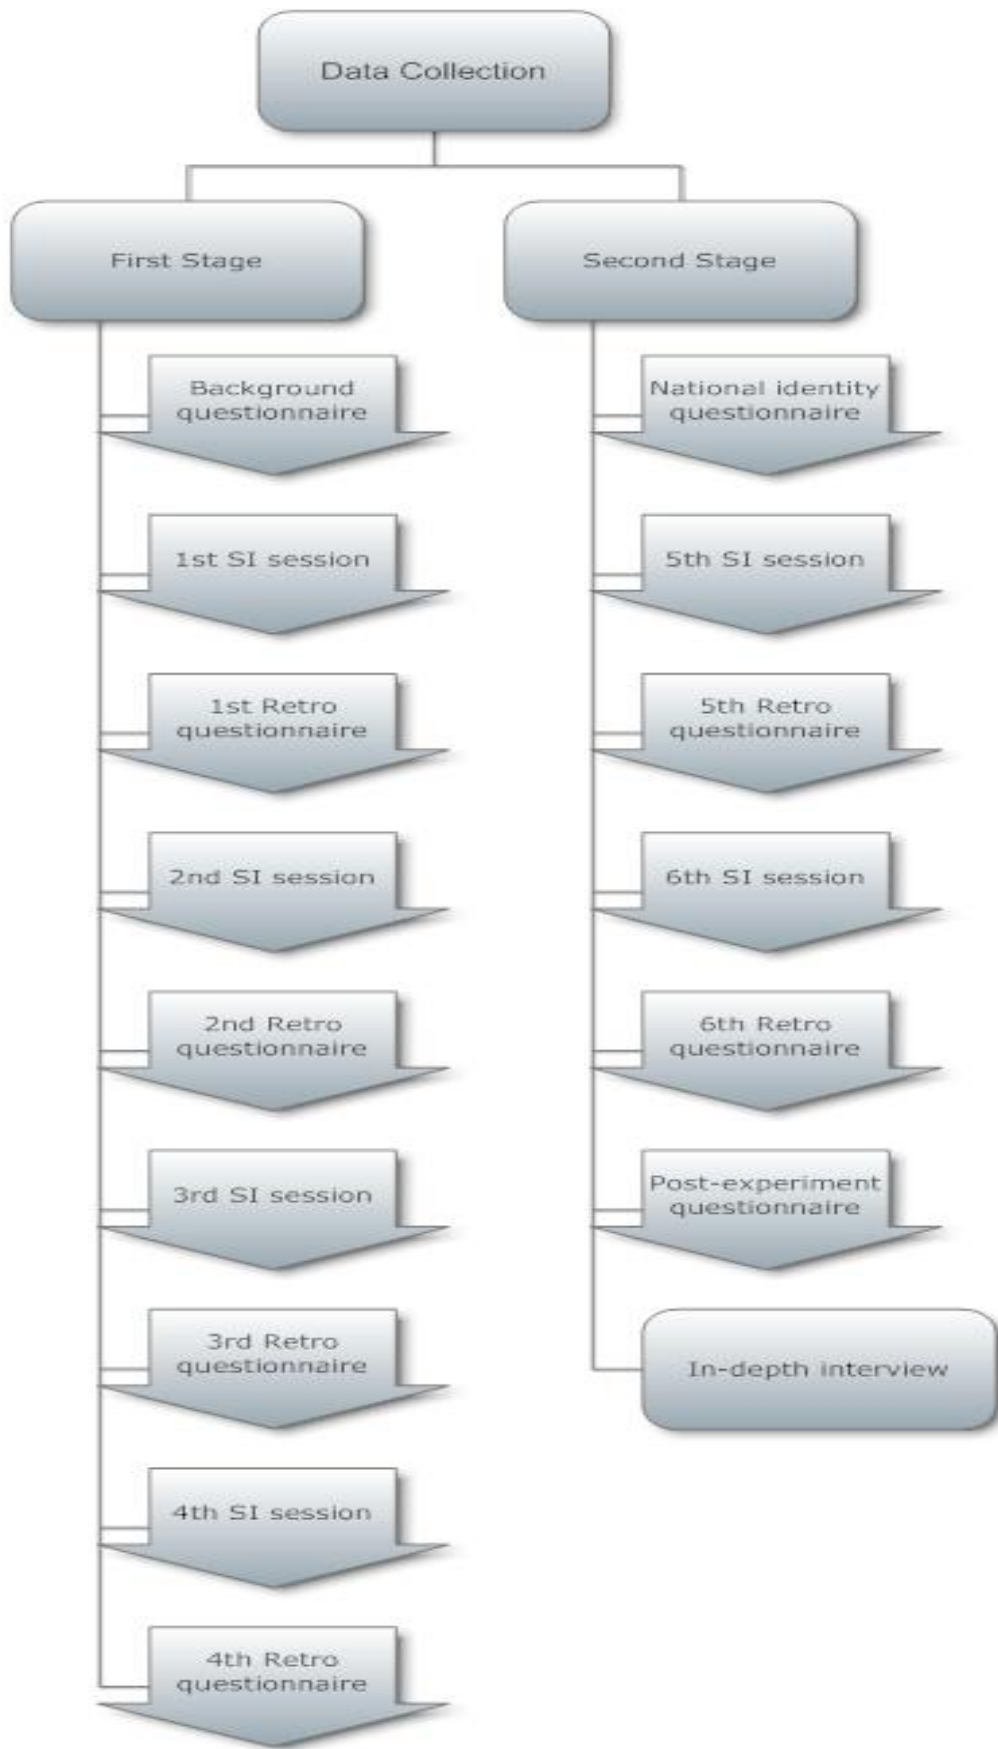 Data Collection
First Stage
Background
questionnaire
1st SI session
1st Retro
questionnaire
2nd SI session
2nd Retro
questionnaire
3rd SI session
3rd Retro
questionnaire
4th SI session
4th Retro
questionnaire
Second Stage
National identity
questionnaire
5th SI session
5th Retro
questionnaire
6th SI session
6th Retro
questionnaire
Post-experiment
questionnaire
In-depth interview